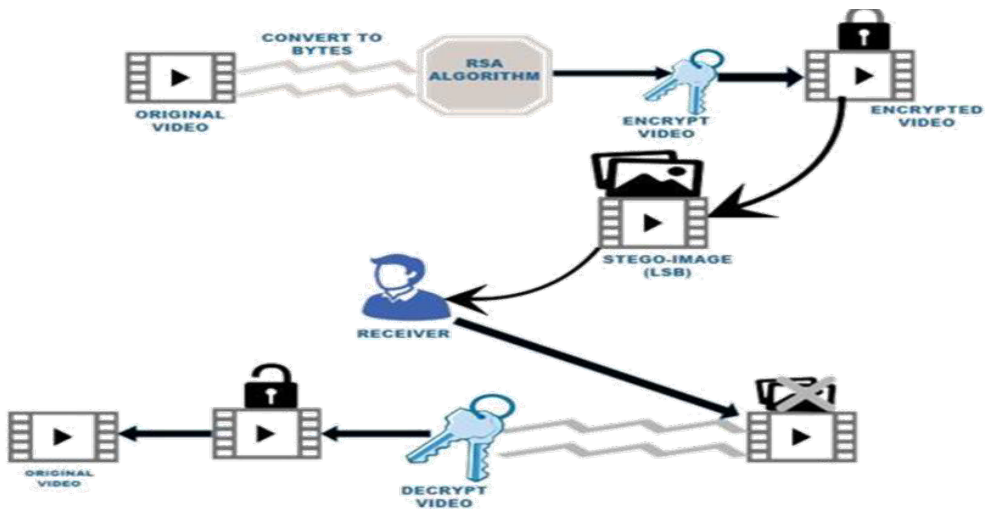 CONVERT TO
BYTES
RSA
ALGORITHM
ORIGINAL
VIDEO
ENCRYPT
VIDEO
ENCRYPTED
VIDEO
STEGO-IMAGE
(LSB)
RECEIVER
ORIGINAL
VIDEO
DECRYPT
VIDEO